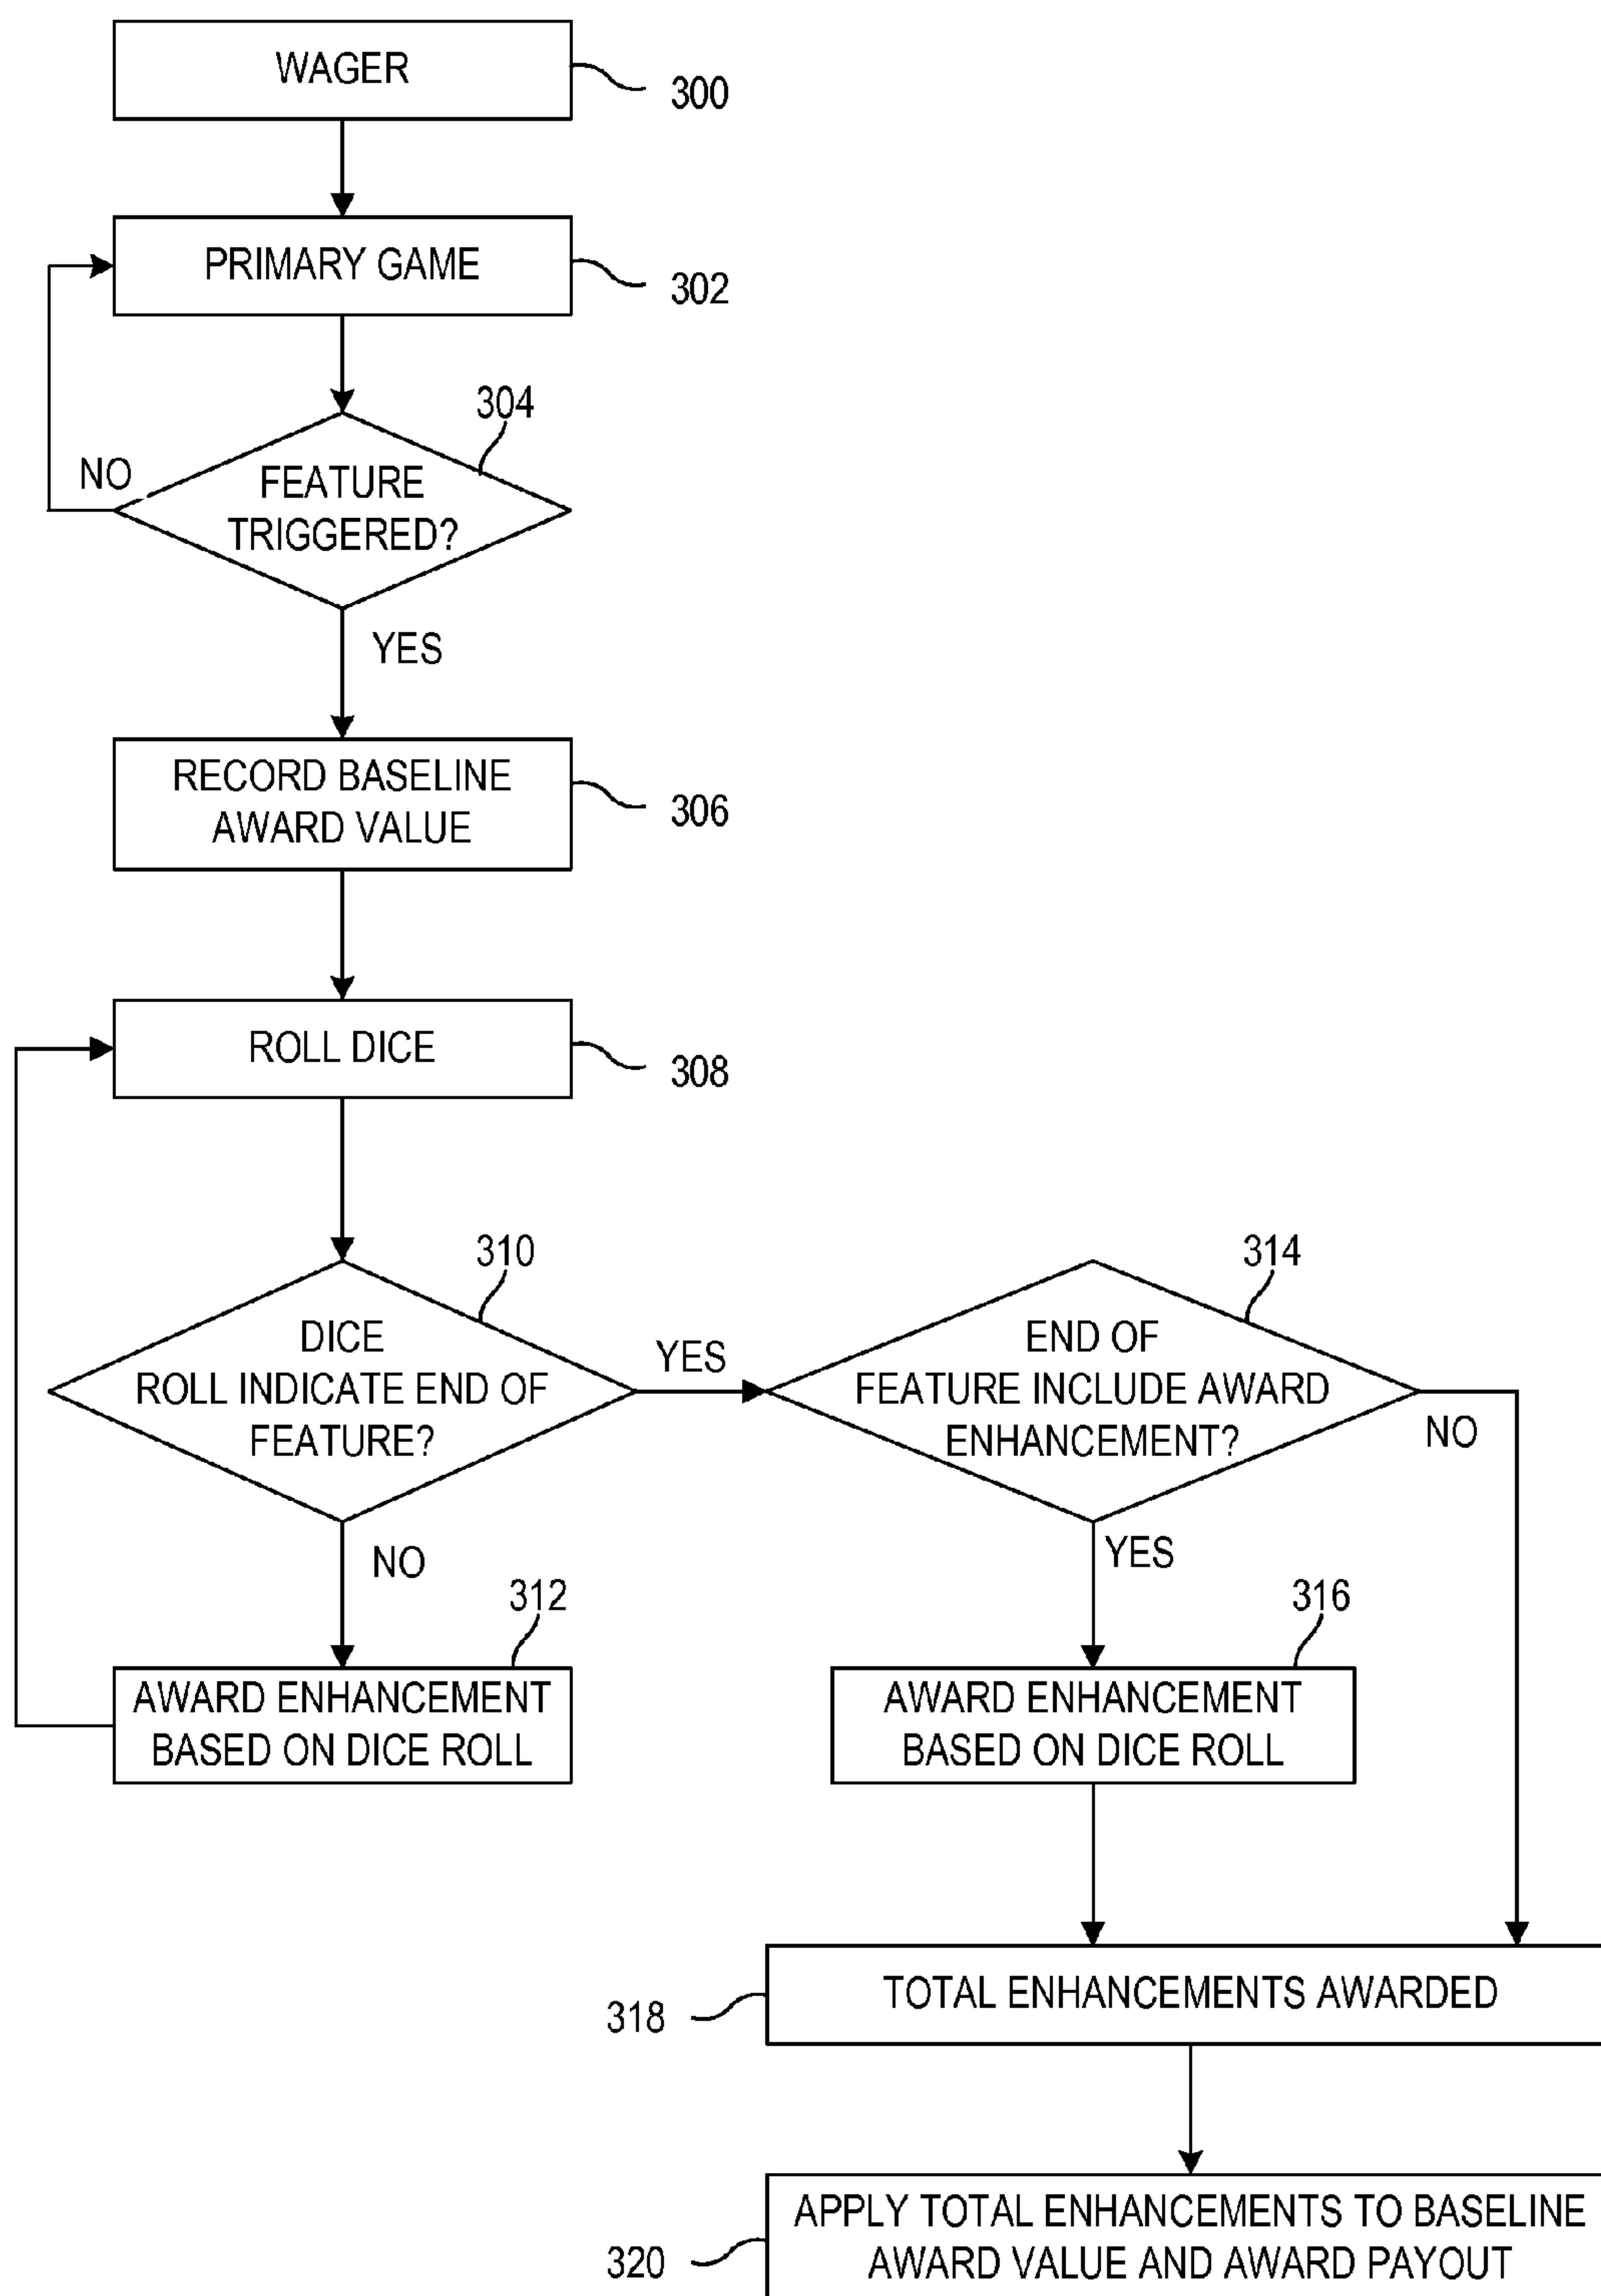 WAGER
300
PRIMARY GAME
302
304
FEATURE
TRIGGERED?
NO
YES
RECORD BASELINE
AWARD VALUE
306
ROLL DICE
308
310
DICE
ROLL INDICATE END OF
FEATURE?
YES
NO
314
END OF
FEATURE INCLUDE AWARD
ENHANCEMENT?
NO
YES
312
AWARD ENHANCEMENT
BASED ON DICE ROLL
316
AWARD ENHANCEMENT
BASED ON DICE ROLL
318
TOTAL ENHANCEMENTS AWARDED
320
APPLY TOTAL ENHANCEMENTS TO BASELINE
AWARD VALUE AND AWARD PAYOUT